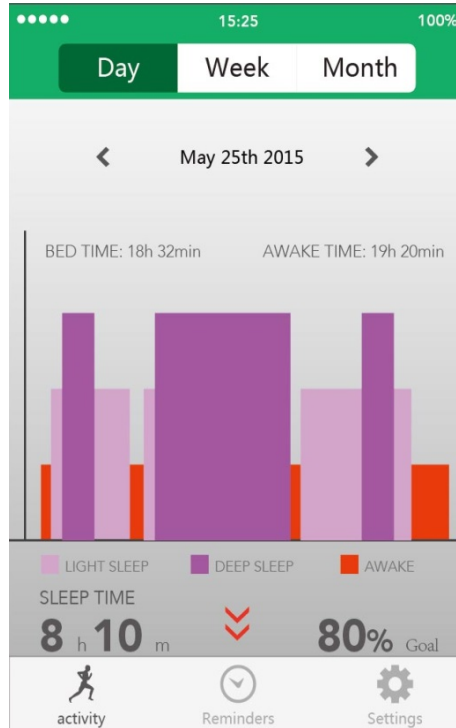 15:25 100%
Day Week Month
May 25th 2015
BED TIME: 18h 32min AWAKE TIME: 19h 20min
LIGHT SLEEP DEEP SLEEP AWAKE
SLEEP TIME
8 h 10 m 80% Goal
activity Reminders Settings